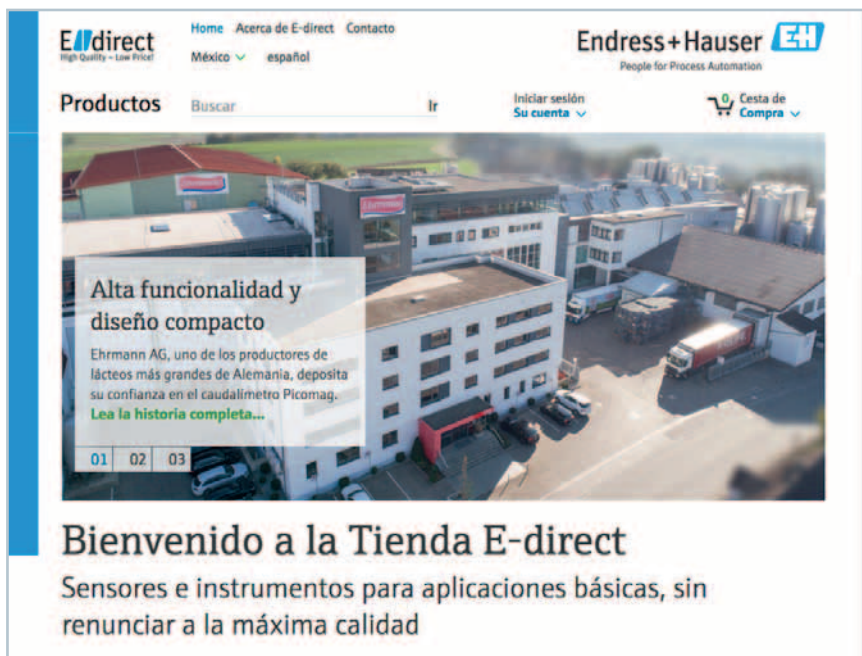 E direct
High Quality – Low Price!
Home Acerca de E-direct Contacto
México español
Endress+Hauser EH
People for Process Automation
Productos
Buscar Ir
Iniciar sesión
Su cuenta
0
Cesta de
Compra
Ehrmann
Alta funcionalidad y
diseño compacto
Ehrmann AG, uno de los productores de
lácteos más grandes de Alemania, deposita
su confianza en el caudalímetro Picomag.
Lea la historia completa...
01 02 03
Bienvenido a la Tienda E-direct
Sensores e instrumentos para aplicaciones básicas, sin
renunciar a la máxima calidad